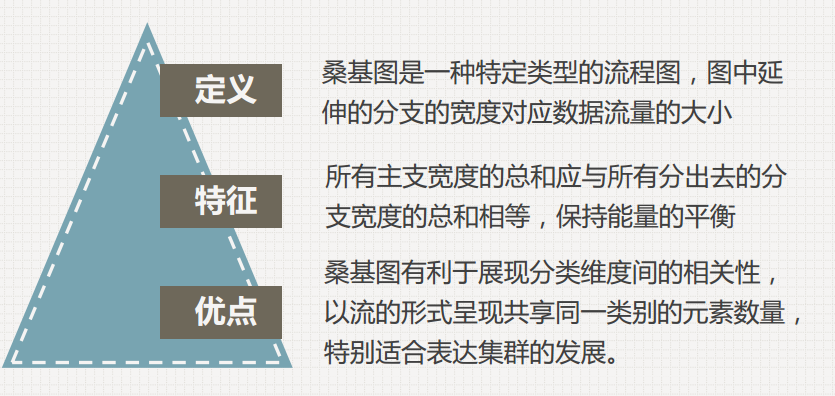 定义
桑基图是一种特定类型的流程图，图中延
伸的分支的宽度对应数据流量的大小
特征
所有主支宽度的总和应与所有分出去的分
支宽度的总和相等，保持能量的平衡
优点
桑基图有利于展现分类维度间的相关性，
以流的形式呈现共享同一类别的元素数量，
特别适合表达集群的发展。